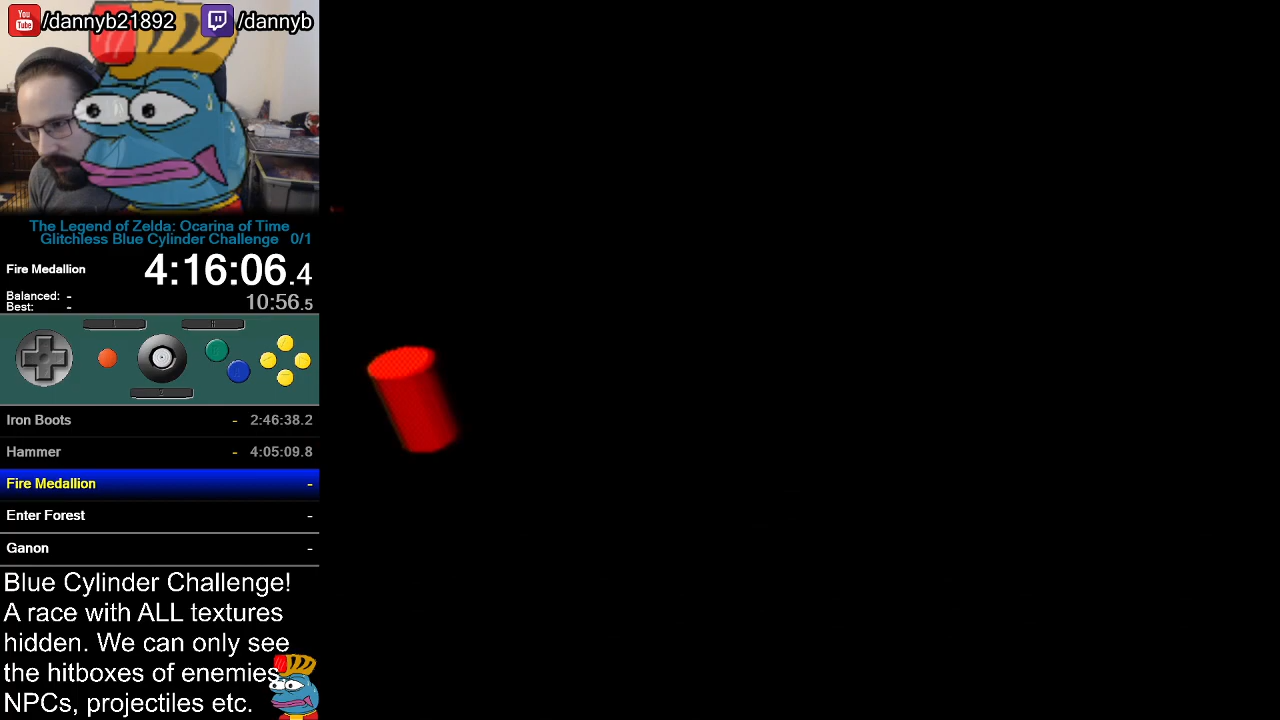 You Tube /dannyb21892 /dannyb
The Legend of Zelda: Ocarina of Time
Glitchless Blue Cylinder Challenge 0/1
Fire Medallion 4:16:06.4
Balanced: - 10:56.5
Best: -
Iron Boots - 2:46:38.2
Hammer - 4:05:09.8
Fire Medallion -
Enter Forest -
Ganon -
Blue Cylinder Challenge!
A race with ALL textures
hidden. We can only see
the hitboxes of enemies
NPCs, projectiles etc.